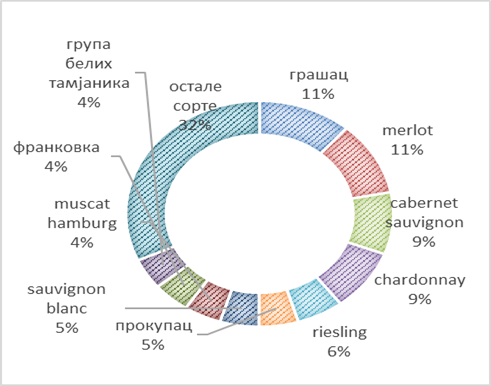 група
белих
тамјаника
4%
остале
сорте
32%
грашац
11%
merlot
11%
cabernet
sauvignon
9%
chardonnay
9%
riesling
6%
прокупац
5%
sauvignon
blanc
5%
muscat
hamburg
4%
франковка
4%